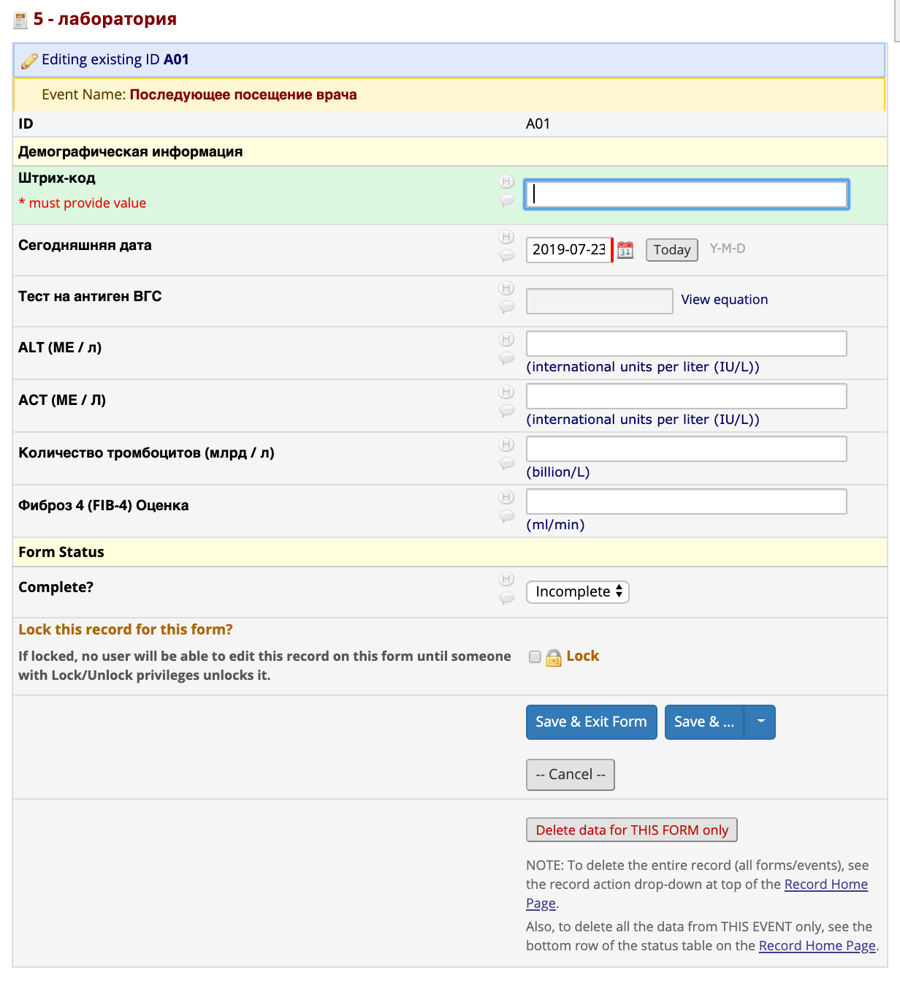 5 - лаборатория
Editing existing ID A01
Event Name: Последующее посещение врача
ID A01
Демографическая информация
Штрих-код
* must provide value
H
Сегодняшняя дата
H
2019-07-23 31 Today Y-M-D
Тест на антиген ВГС
H
View equation
ALT (МЕ / л)
H
(international units per liter (IU/L))
АСТ (МЕ / Л)
H
(international units per liter (IU/L))
Количество тромбоцитов (млрд / л)
H
(billion/L)
Фиброз 4 (FIB-4) Оценка
H
(ml/min)
Form Status
Complete?
H
Incomplete
Lock this record for this form?
If locked, no user will be able to edit this record on this form until someone
with Lock/Unlock privileges unlocks it.
Lock
Save & Exit Form Save & ...
-- Cancel --
Delete data for THIS FORM only
NOTE: To delete the entire record (all forms/events), see
the record action drop-down at top of the Record Home
Page.
Also, to delete all the data from THIS EVENT only, see the
bottom row of the status table on the Record Home Page.